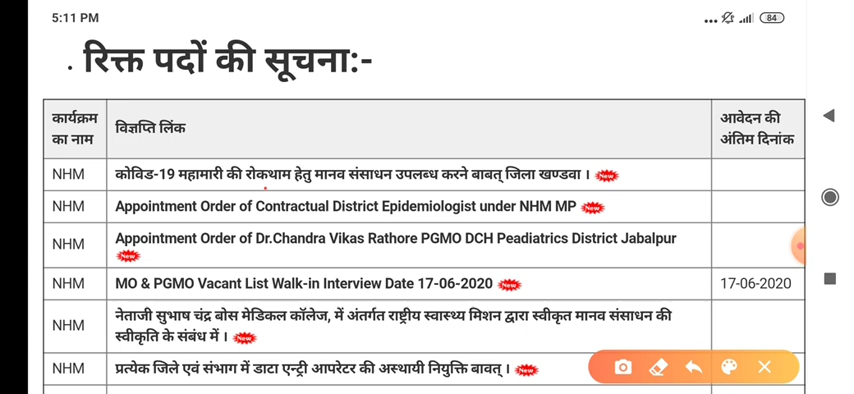 5:11 PM
84
. रिक्त पदों की सूचना:-
कार्यक्रम का नाम
विज्ञप्ति लिंक
आवेदन की अंतिम दिनांक
NHM
कोविड-19 महामारी की रोकथाम हेतु मानव संसाधन उपलब्ध करने बाबत् जिला खण्डवा । New
NHM
Appointment Order of Contractual District Epidemiologist under NHM MP New
NHM
Appointment Order of Dr.Chandra Vikas Rathore PGMO DCH Peadiatrics District Jabalpur
New
NHM
MO & PGMO Vacant List Walk-in Interview Date 17-06-2020 New
17-06-2020
NHM
नेताजी सुभाष चंद्र बोस मेडिकल कॉलेज, में अंतर्गत राष्ट्रीय स्वास्थ्य मिशन द्वारा स्वीकृत मानव संसाधन की
स्वीकृति के संबंध में । New
NHM
प्रत्येक जिले एवं संभाग में डाटा एन्ट्री आपरेटर की अस्थायी नियुक्ति बावत् । New